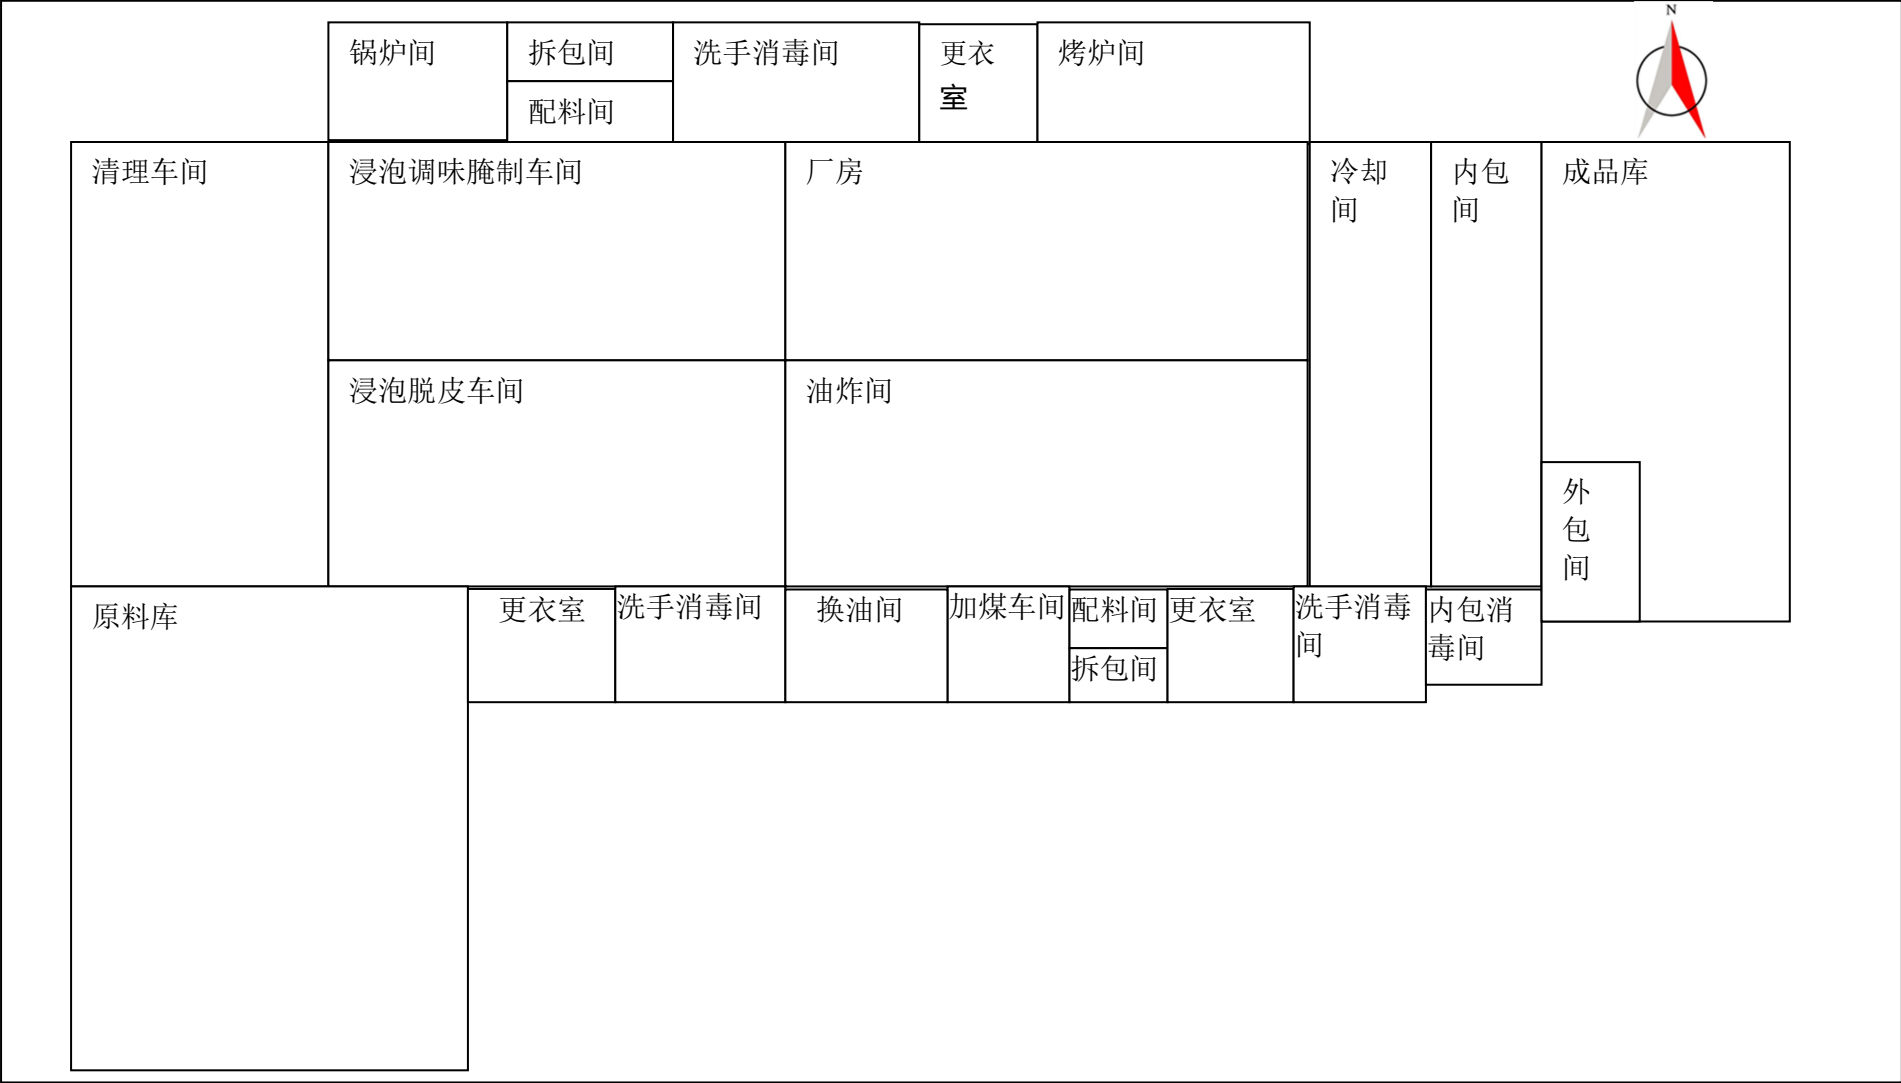 N
锅炉间
拆包间
配料间
洗手消毒间
更衣
室
烤炉间
清理车间
浸泡调味腌制车间
厂房
冷却
间
内包
间
成品库
浸泡脱皮车间
油炸间
外
包
间
原料库
更衣室
洗手消毒间
换油间
加煤车间
配料间
拆包间
更衣室
洗手消毒
间
内包消
毒间